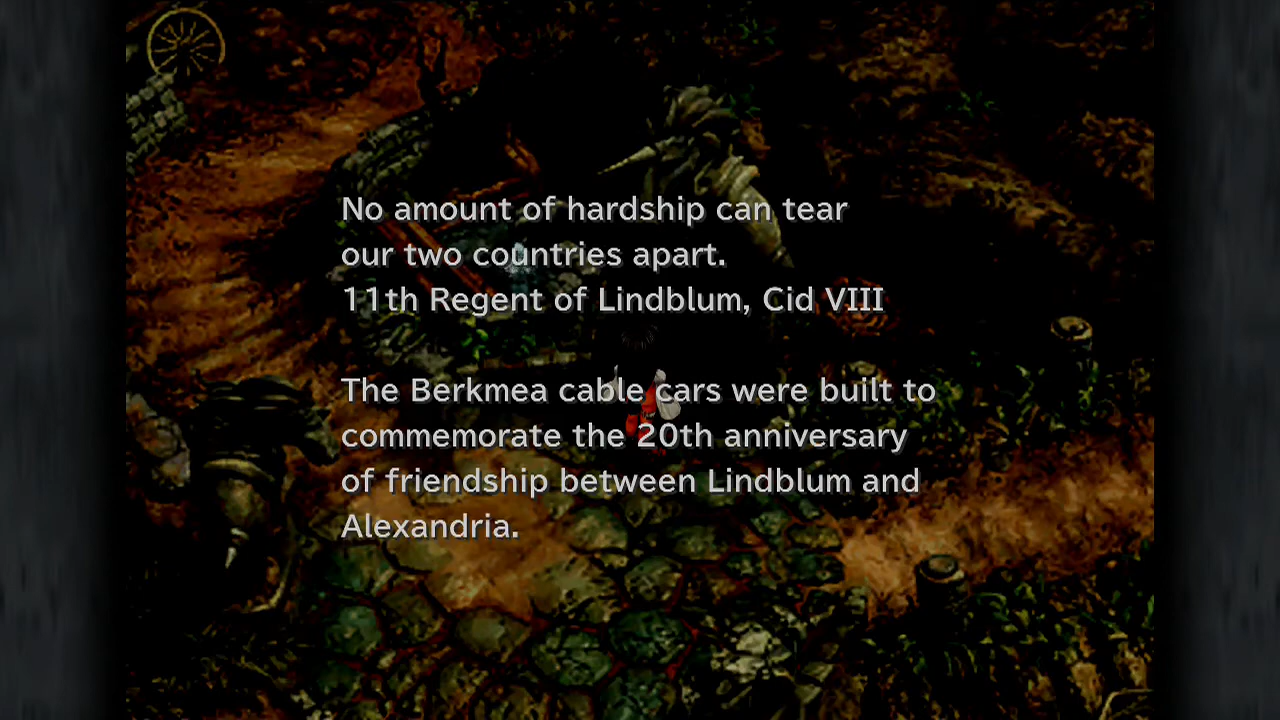 No amount of hardship can tear
our two countries apart.
11th Regent of Lindblum, Cid VIII
The Berkmea cable cars were built to
commemorate the 20th anniversary
of friendship between Lindblum and
Alexandria.